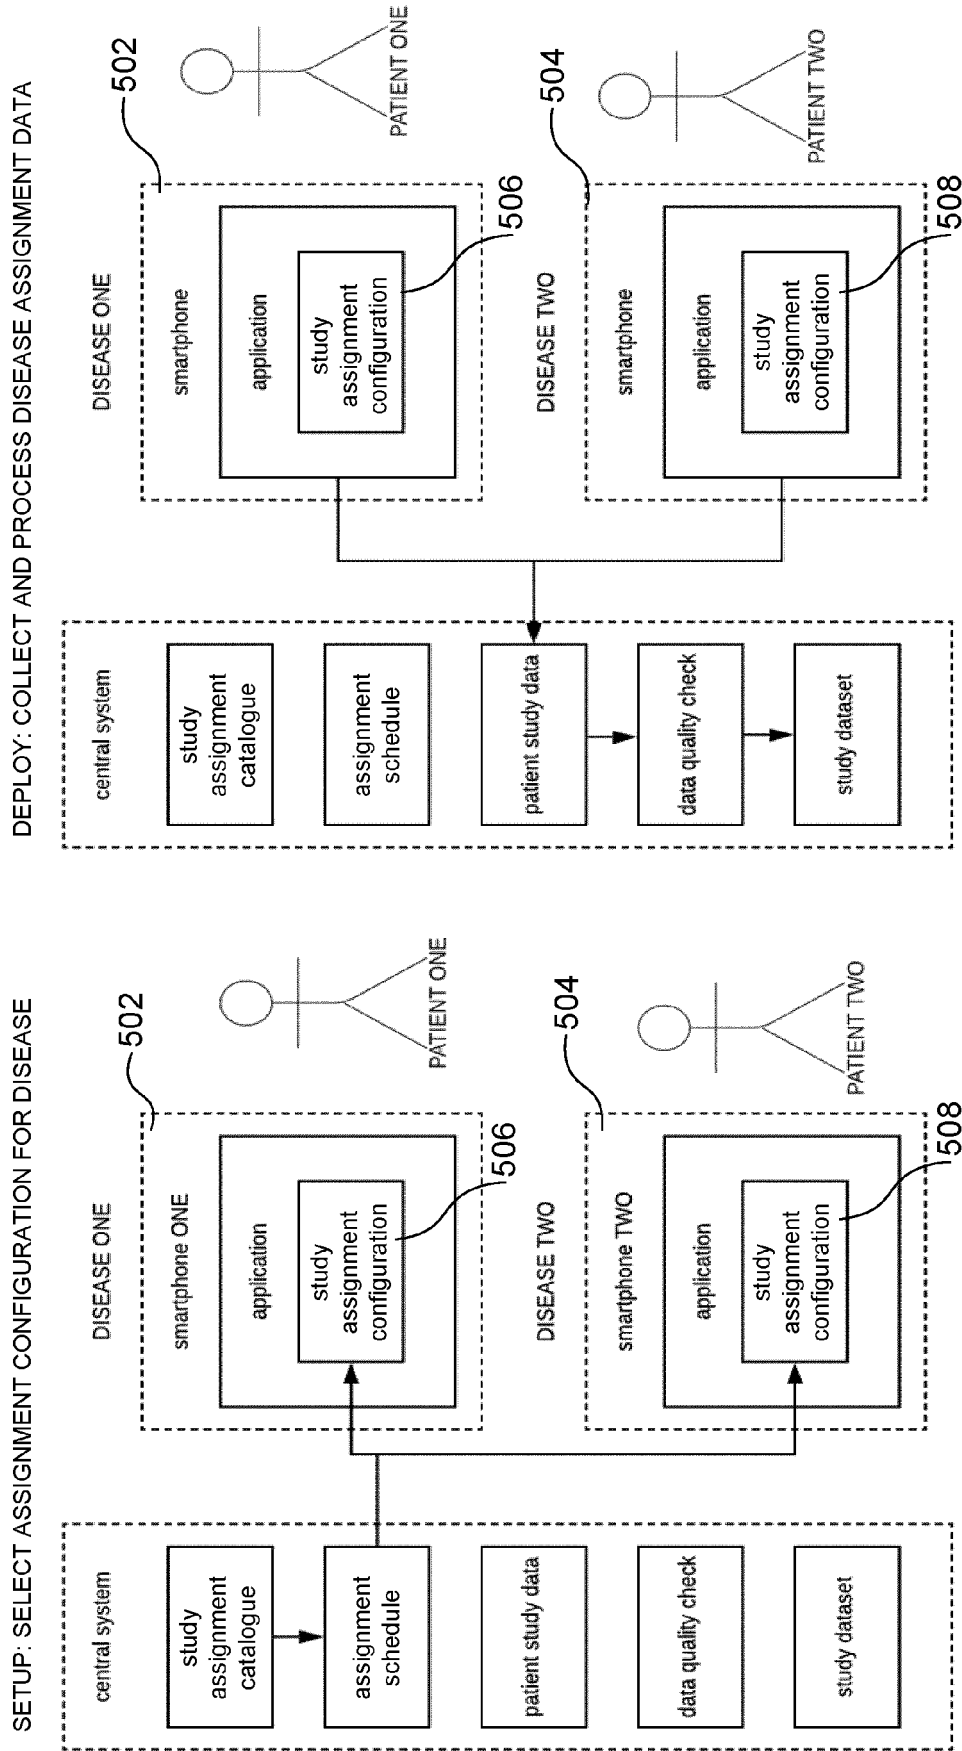 SETUP: SELECT ASSIGNMENT CONFIGURATION FOR DISEASE
central system
study
assignment
catalogue
assignment
schedule
patient study data
data quality check
study dataset
DISEASE ONE
smartphone ONE
application
study
assignment
configuration
502
506
PATIENT ONE
DISEASE TWO
smartphone TWO
application
study
assignment
configuration
504
508
PATIENT TWO
DEPLOY: COLLECT AND PROCESS DISEASE ASSIGNMENT DATA
central system
study
assignment
catalogue
assignment
schedule
patient study data
data quality check
study dataset
DISEASE ONE
smartphone
application
study
assignment
configuration
502
506
PATIENT ONE
DISEASE TWO
smartphone
application
study
assignment
configuration
504
508
PATIENT TWO